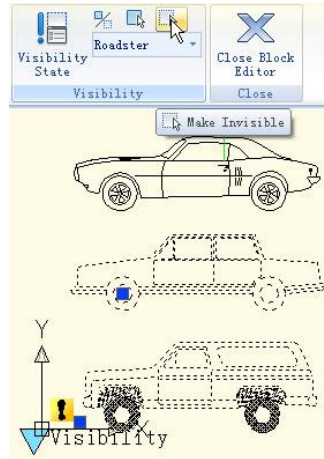 Roadster
Visibility
State
Close Block
Editor
Visibility
Close
Make Invisible
Y
X
Visibility